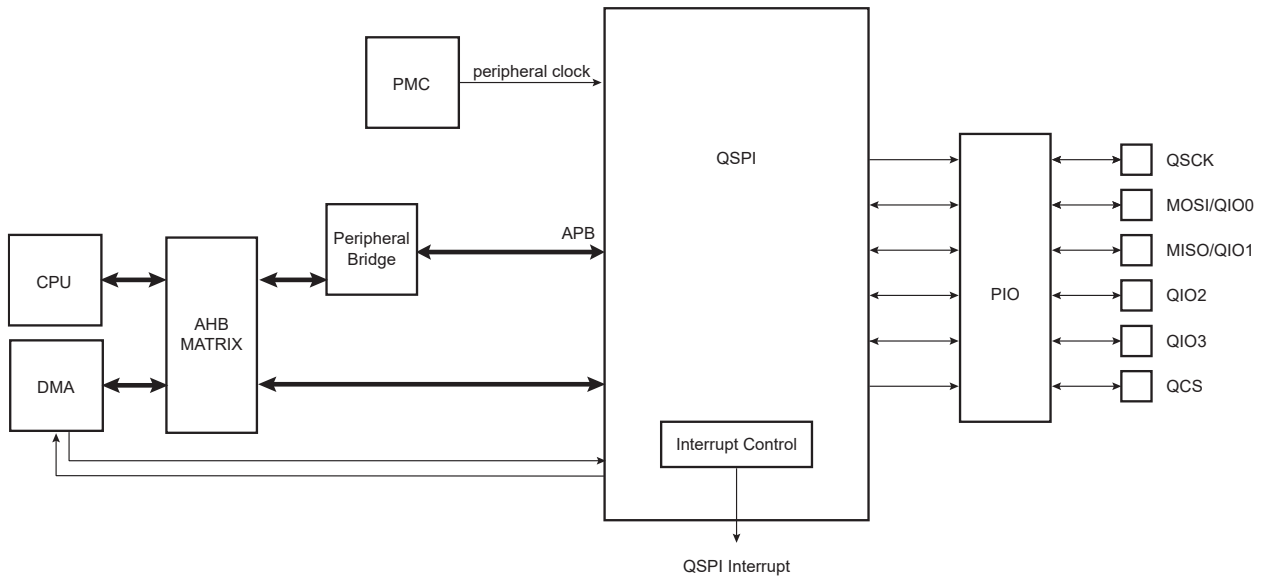 PMC
peripheral clock
QSPI
QSCK
MOSI/QIO0
Peripheral
Bridge
APB
MISO/QIO1
CPU
PIO
QIO2
AHB
MATRIX
QIO3
DMA
QCS
Interrupt Control
QSPI Interrupt